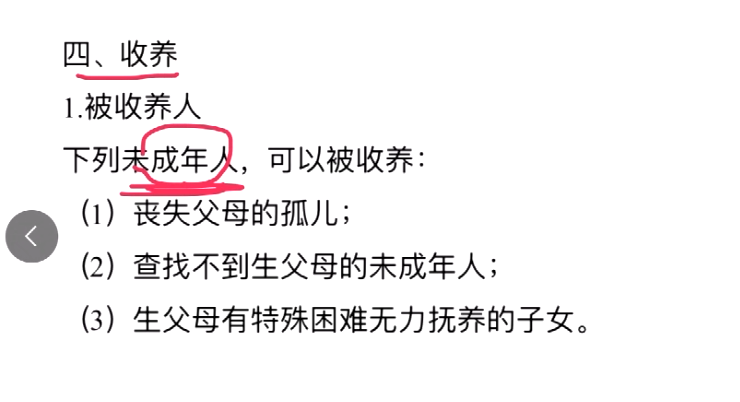 四、收养
1.被收养人
下列未成年人，可以被收养：
（1）丧失父母的孤儿；
（2）查找不到生父母的未成年人；
（3）生父母有特殊困难无力抚养的子女。